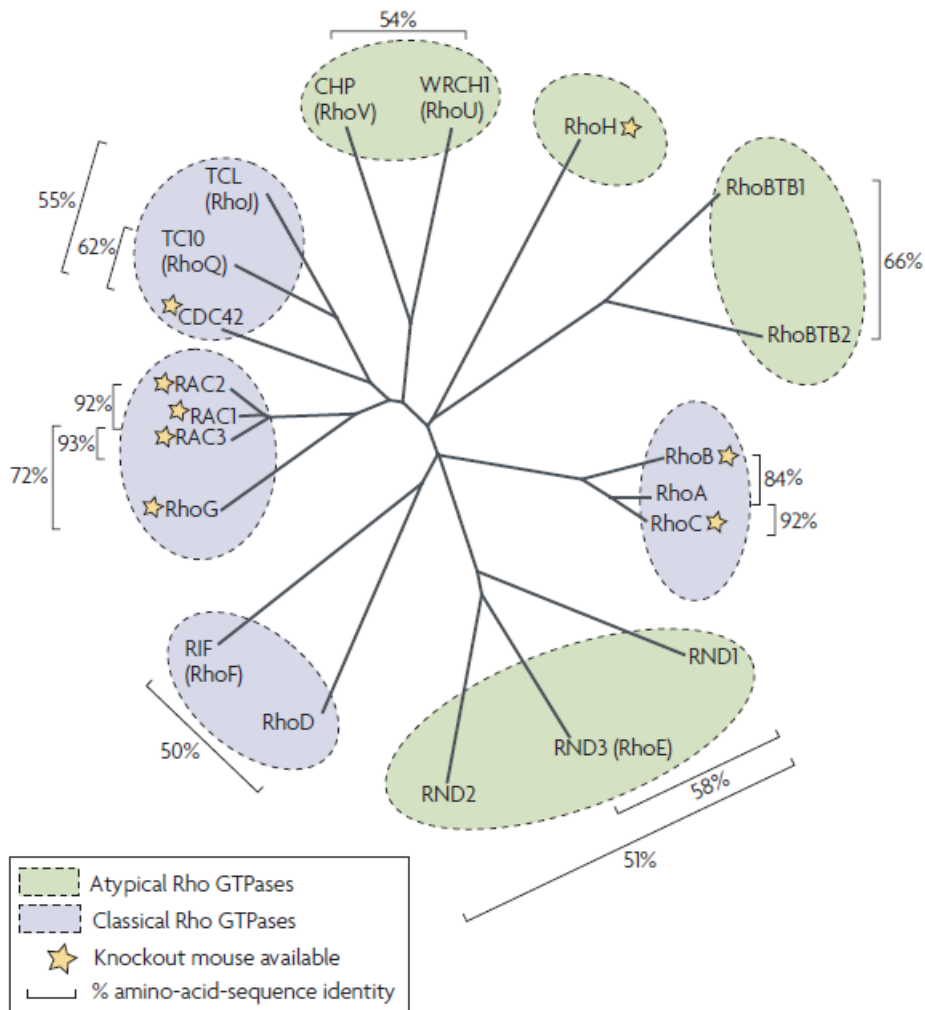 54%
CHP
(RhoV)
WRCH1
(RhoU)
RhoH
TCL
(RhoJ)
55%
62%
TC10
(RhoQ)
CDC42
RhoBTB1
66%
RhoBTB2
RAC2
92%
RAC1
RAC3
93%
72%
RhoG
RhoB
84%
RhoA
RhoC
92%
RIF
(RhoF)
RhoD
50%
RND1
RND3 (RhoE)
RND2
58%
51%
Atypical Rho GTPases
Classical Rho GTPases
Knockout mouse available
% amino-acid-sequence identity